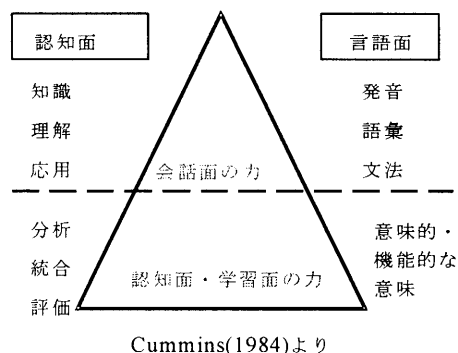 認知面
言語面
知識
理解
応用
発音
語彙
文法
会話面の力
分析
統合
評価
意味的・
機能的な
意味
認知面・学習面の力
Cummins(1984)より